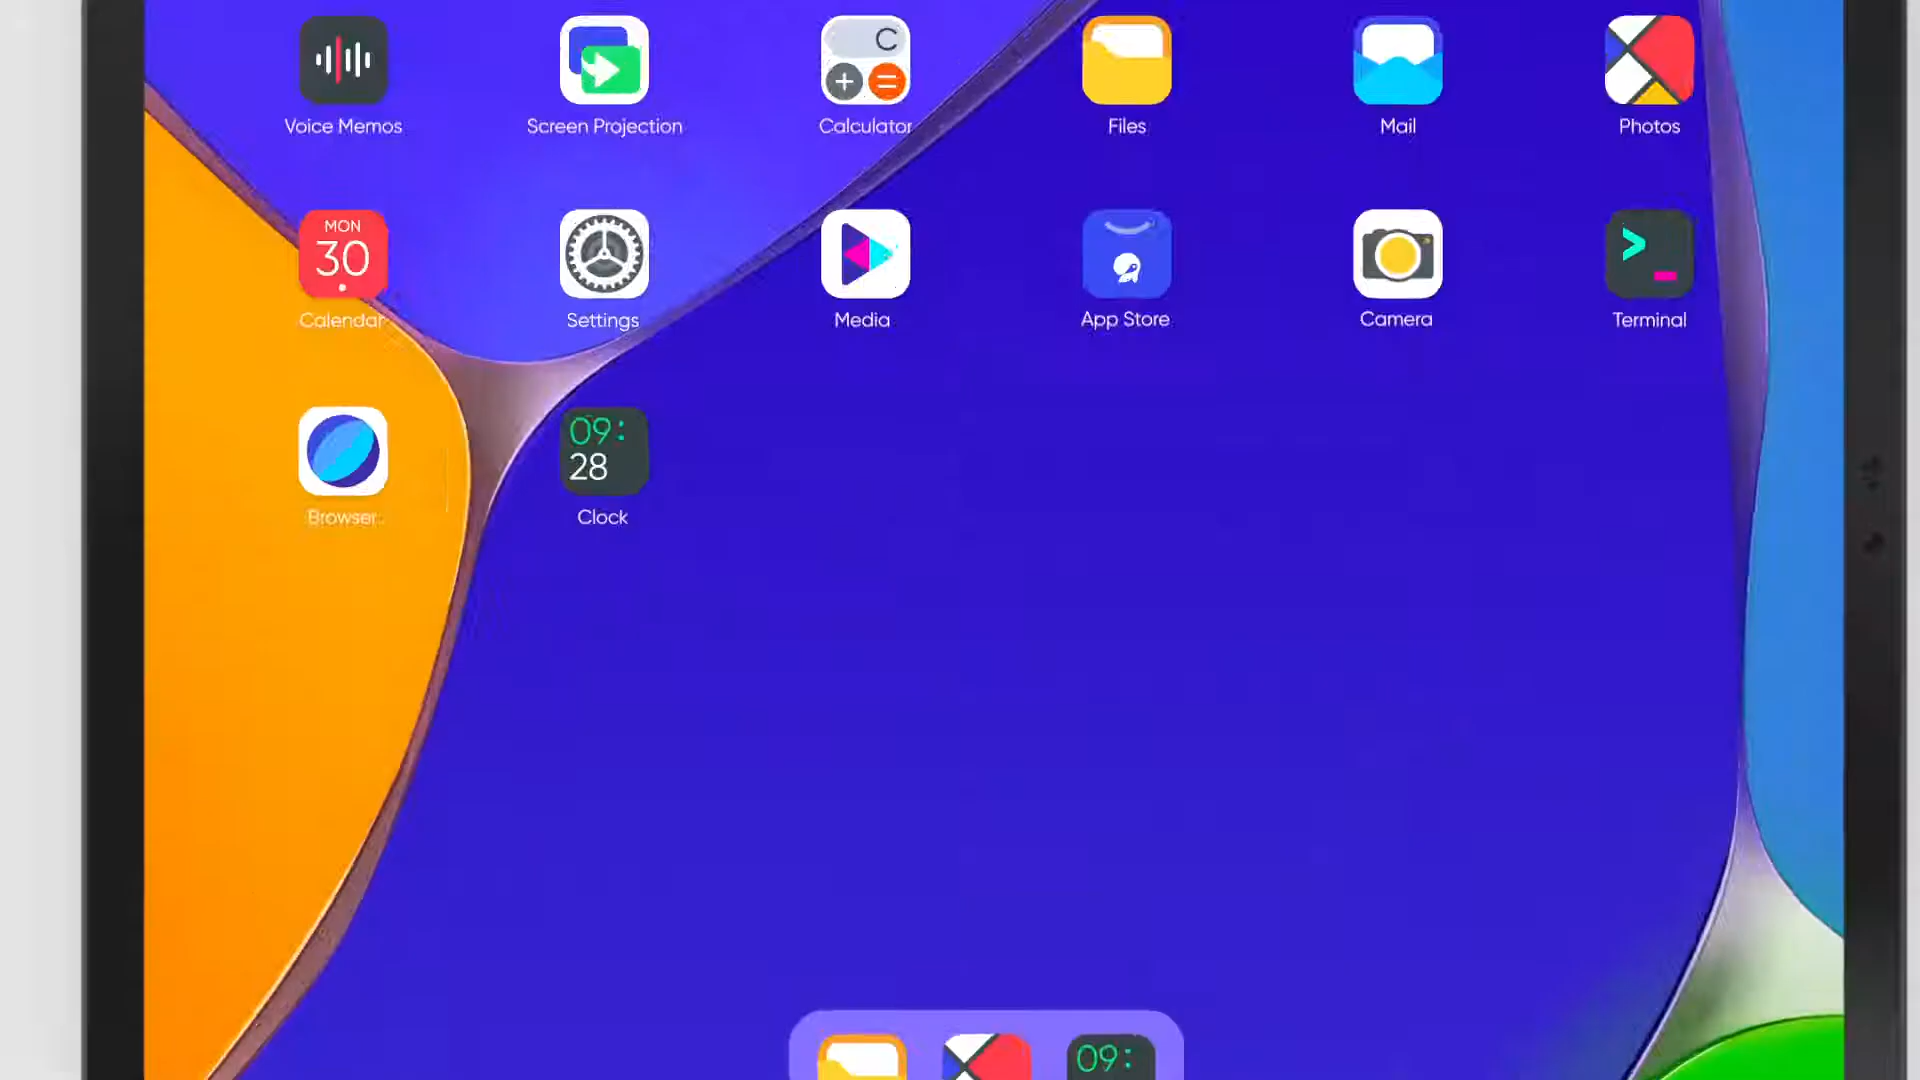 C
Voice Memos
Screen Projection
Calculator
Files
Mail
Photos
MON
30
Calendar
Settings
Media
App Store
Camera
Terminal
09:
28
Browser
Clock
09: